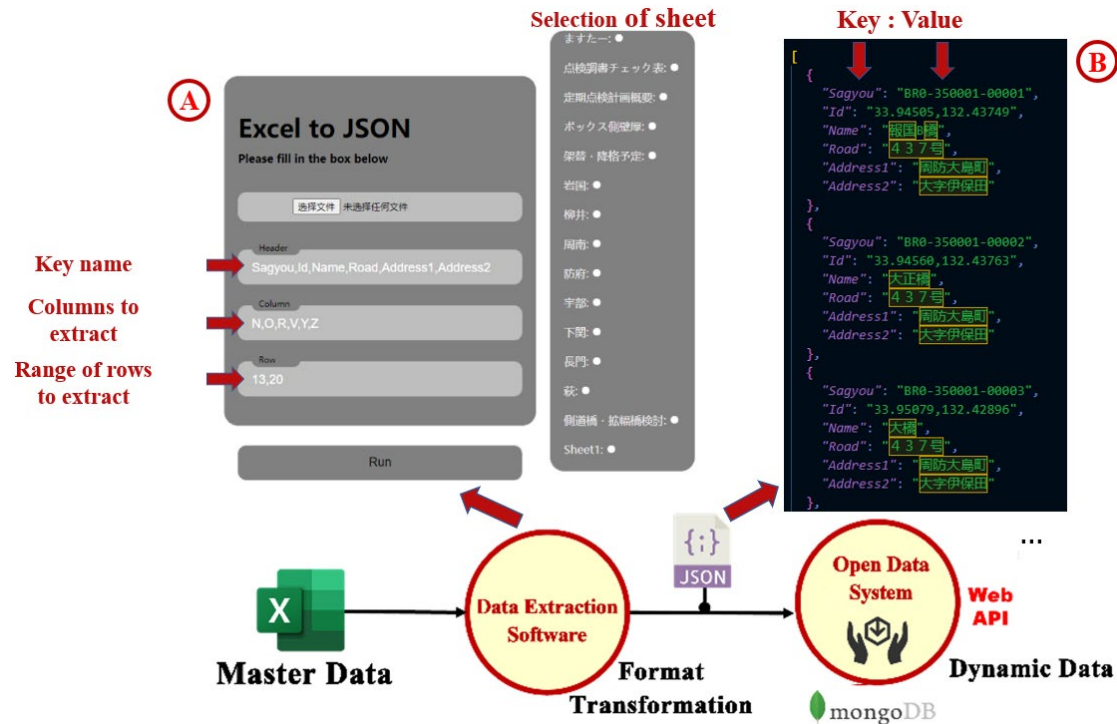 Selection of sheet
Key : Value
A
B
Excel to JSON
Please fill in the box below
选择文件 未选择任何文件
Header
Sagyou,Id,Name,Road,Address1,Address2
Column
N,O,R,V,Y,Z
Row
13,20
Run
Key name
Columns to
extract
Range of rows
to extract
ますたー:
点検調書チェック表:
定期点検計画概要:
ボックス側壁厚:
架替・降格予定:
岩国:
柳井:
周南:
防府:
宇部:
下関:
長門:
萩:
側道橋・拡幅橋検討:
Sheet1:
[
{
"Sagyou": "BR0-350001-00001",
"Id": "33.94505,132.43749",
"Name": "報国B橋",
"Road": "４３７号",
"Address1": "周防大島町",
"Address2": "大字伊保田"
},
{
"Sagyou": "BR0-350001-00002",
"Id": "33.94560,132.43763",
"Name": "大正橋",
"Road": "４３７号",
"Address1": "周防大島町",
"Address2": "大字伊保田"
},
{
"Sagyou": "BR0-350001-00003",
"Id": "33.95079,132.42896",
"Name": "大橋",
"Road": "４３７号",
"Address1": "周防大島町",
"Address2": "大字伊保田"
},
...
X
Master Data
Data Extraction
Software
{;}
JSON
Format
Transformation
Open Data
System
Web
API
Dynamic Data
mongoDB